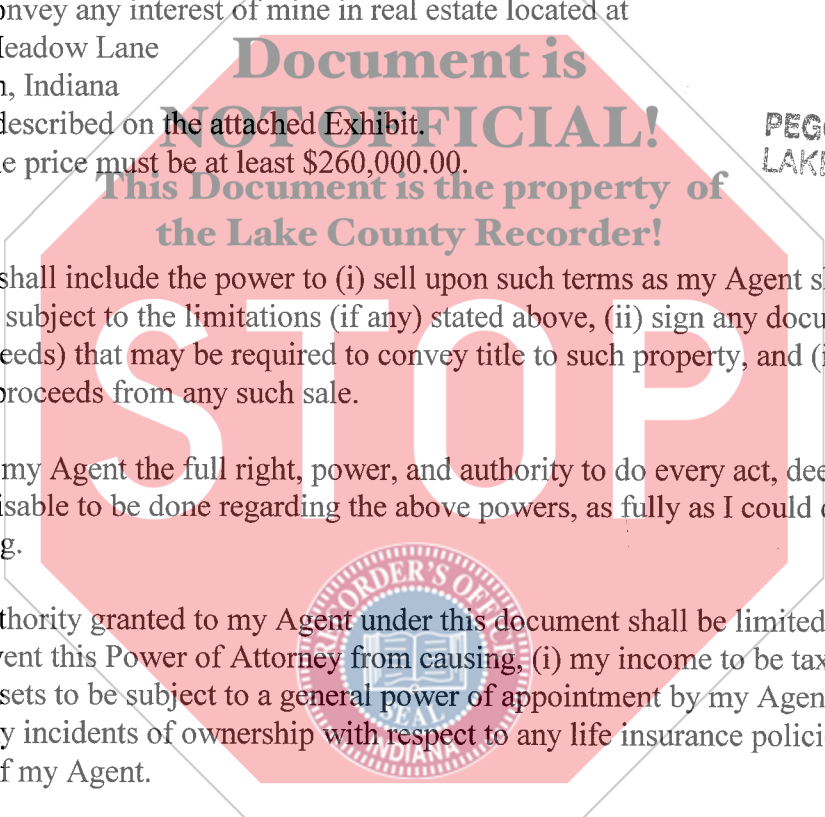 onvey any interest of mine in real estate located at
Meadow Lane
, Indiana
described on the attached Exhibit.
e price must be at least $260,000.00.
Document is
NOT OFFICIAL!
This Document is the property of
the Lake County Recorder!
PEG
LAKE
STOP
shall include the power to (i) sell upon such terms as my Agent s
subject to the limitations (if any) stated above, (ii) sign any docu
eeds) that may be required to convey title to such property, and (i
proceeds from any such sale.
my Agent the full right, power, and authority to do every act, dee
isable to be done regarding the above powers, as fully as I could
g.
thority granted to my Agent under this document shall be limited
ent this Power of Attorney from causing, (i) my income to be tax
sets to be subject to a general power of appointment by my Agen
y incidents of ownership with respect to any life insurance polici
f my Agent.
RECORDER'S OFFICE
SEAL
INDIANA